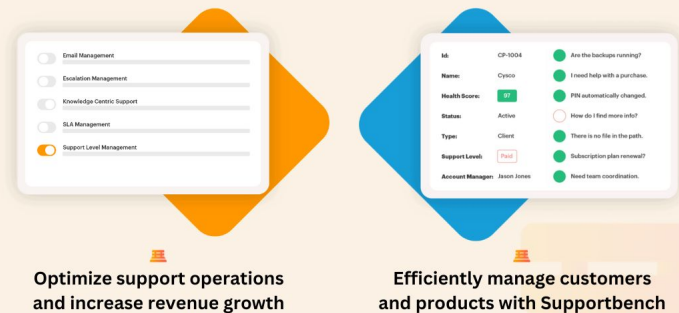 Email Management
Escalation Management
Knowledge Centric Support
SLA Management
Support Level Management
Optimize support operations
and increase revenue growth
Id: CP-1004
Name: Cysco
Health Score: 97
Status: Active
Type: Client
Support Level: Paid
Account Manager: Jason Jones
Are the backups running?
I need help with a purchase.
PIN automatically changed.
How do I find more info?
There is no file in the path.
Subscription plan renewal?
Need team coordination.
Efficiently manage customers
and products with Supportbench